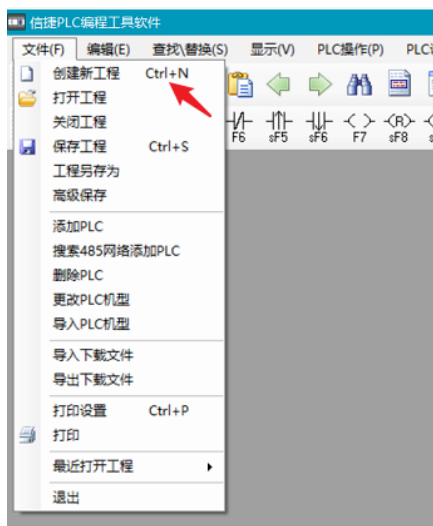 信捷PLC编程工具软件
文件(F) 编辑(E) 查找\替换(S) 显示(V) PLC操作(P)
创建新工程 Ctrl+N
打开工程
关闭工程
F6 sF5 sF6 F7 sF8
保存工程 Ctrl+S
工程另存为
高级保存
添加PLC
搜索485网络添加PLC
删除PLC
更改PLC机型
导入PLC机型
导入下载文件
导出下载文件
打印设置 Ctrl+P
打印
最近打开工程
退出